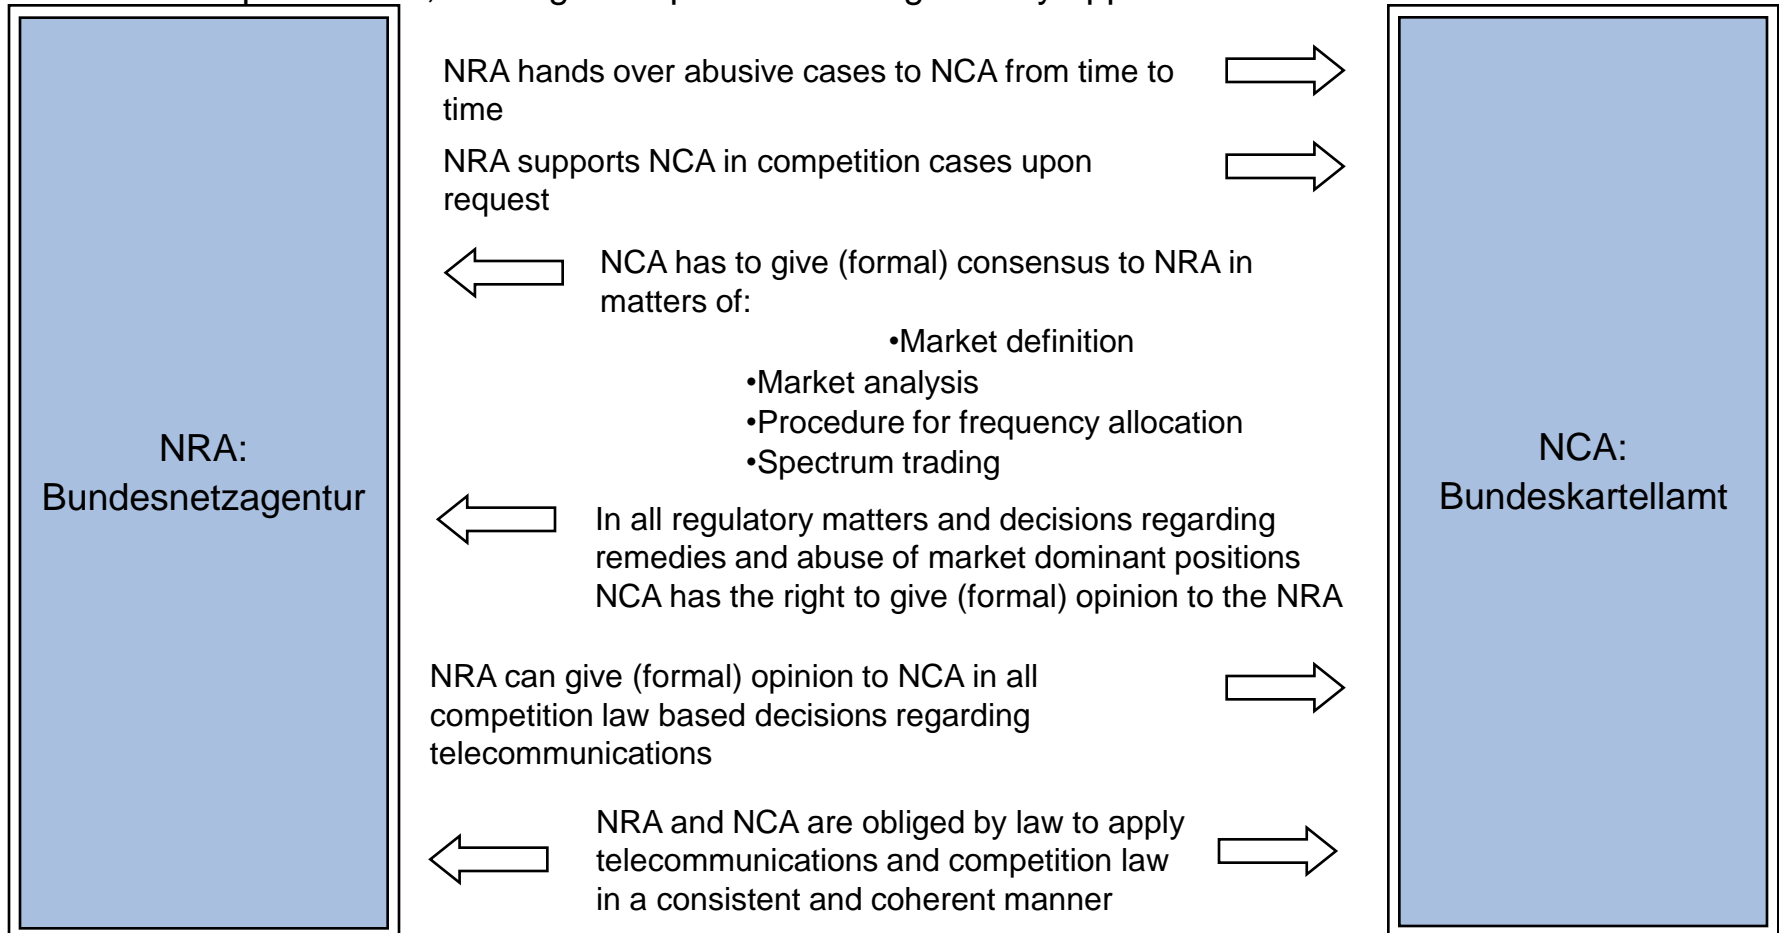 NRA hands over abusive cases to NCA from time to
time
NRA supports NCA in competition cases upon
request
NCA has to give (formal) consensus to NRA in
matters of:
•Market definition
•Market analysis
•Procedure for frequency allocation
•Spectrum trading
NRA:
Bundesnetzagentur
NCA:
Bundeskartellamt
In all regulatory matters and decisions regarding
remedies and abuse of market dominant positions
NCA has the right to give (formal) opinion to the NRA
NRA can give (formal) opinion to NCA in all
competition law based decisions regarding
telecommunications
NRA and NCA are obliged by law to apply
telecommunications and competition law
in a consistent and coherent manner